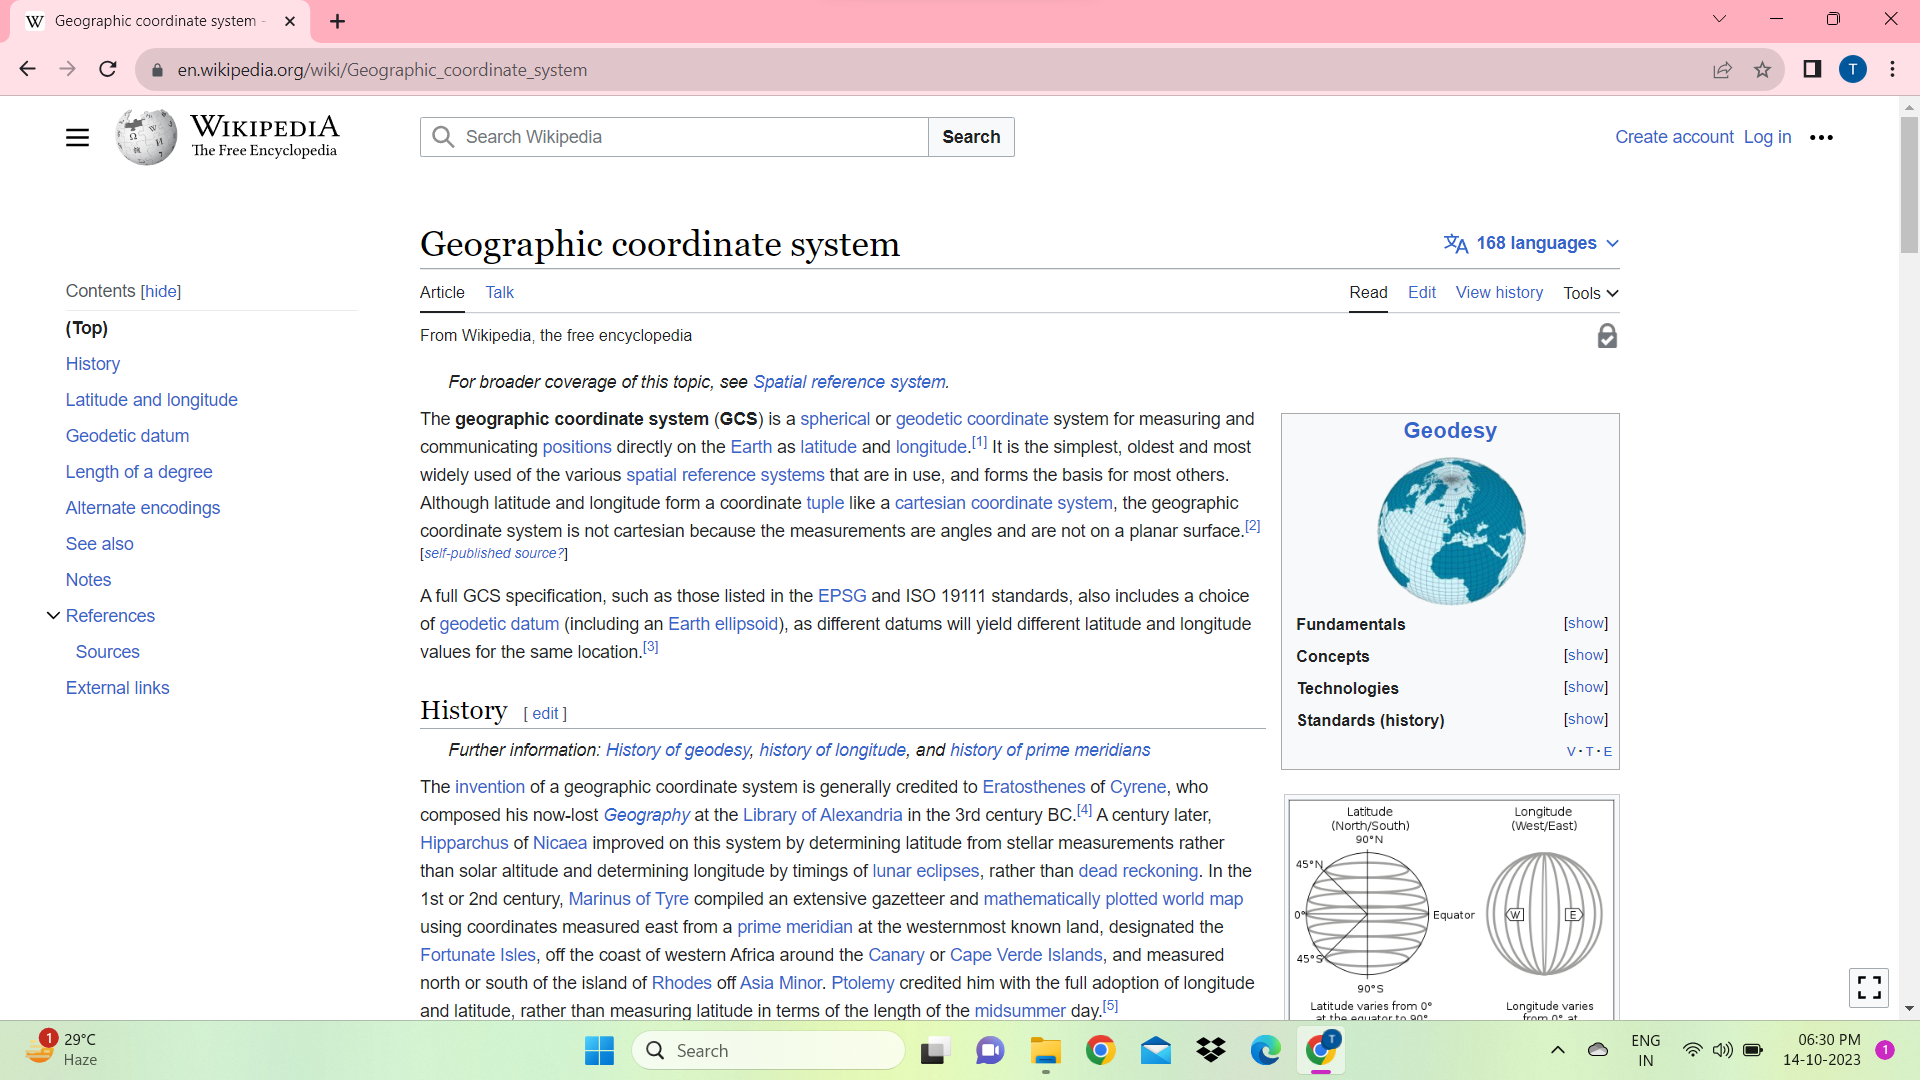 Geographic coordinate system -
en.wikipedia.org/wiki/Geographic_coordinate_system
T
WIKIPEDIA
The Free Encyclopedia
Search Wikipedia
Search
Create account Log in
Geographic coordinate system
168 languages
Contents [hide]
(Top)
History
Latitude and longitude
Geodetic datum
Length of a degree
Alternate encodings
See also
Notes
References
Sources
External links
Article Talk
Read Edit View history Tools
From Wikipedia, the free encyclopedia
For broader coverage of this topic, see Spatial reference system.
The geographic coordinate system (GCS) is a spherical or geodetic coordinate system for measuring and
communicating positions directly on the Earth as latitude and longitude.[1] It is the simplest, oldest and most
widely used of the various spatial reference systems that are in use, and forms the basis for most others.
Although latitude and longitude form a coordinate tuple like a cartesian coordinate system, the geographic
coordinate system is not cartesian because the measurements are angles and are not on a planar surface.[2]
[self-published source?]
A full GCS specification, such as those listed in the EPSG and ISO 19111 standards, also includes a choice
of geodetic datum (including an Earth ellipsoid), as different datums will yield different latitude and longitude
values for the same location.[3]
History [ edit ]
Further information: History of geodesy, history of longitude, and history of prime meridians
The invention of a geographic coordinate system is generally credited to Eratosthenes of Cyrene, who
composed his now-lost Geography at the Library of Alexandria in the 3rd century BC.[4] A century later,
Hipparchus of Nicaea improved on this system by determining latitude from stellar measurements rather
than solar altitude and determining longitude by timings of lunar eclipses, rather than dead reckoning. In the
1st or 2nd century, Marinus of Tyre compiled an extensive gazetteer and mathematically plotted world map
using coordinates measured east from a prime meridian at the westernmost known land, designated the
Fortunate Isles, off the coast of western Africa around the Canary or Cape Verde Islands, and measured
north or south of the island of Rhodes off Asia Minor. Ptolemy credited him with the full adoption of longitude
and latitude, rather than measuring latitude in terms of the length of the midsummer day.[5]
Geodesy
Fundamentals [show]
Concepts [show]
Technologies [show]
Standards (history) [show]
V · T · E
Latitude
(North/South)
90°N
45°N
0°
Equator
45°S
90°S
Latitude varies from 0°
at the equator to 90°
Longitude
(West/East)
W E
Longitude varies
from 0° at
1
29°C
Haze
Search
T
ENG
IN
06:30 PM
14-10-2023
1